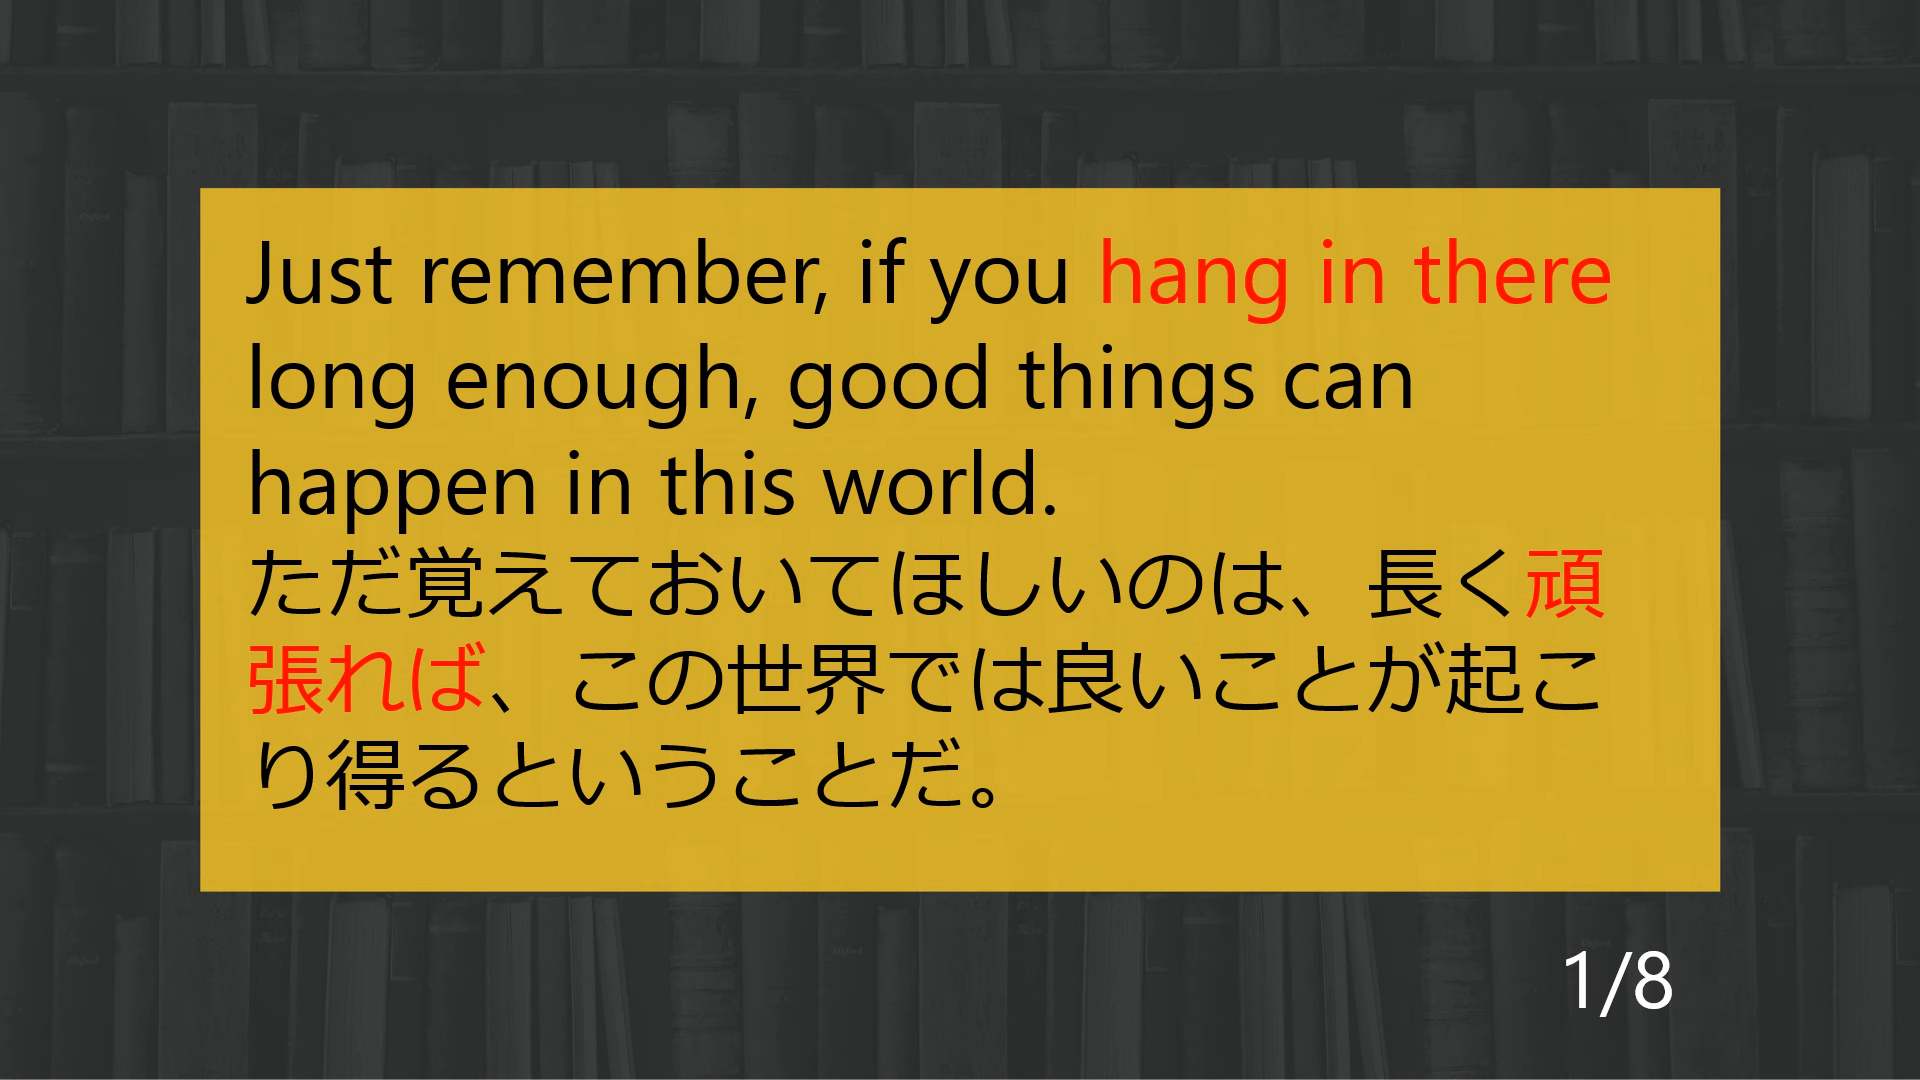 Just remember, if you hang in there
long enough, good things can
happen in this world.
ただ覚えておいてほしいのは、長く頑
張れば、この世界では良いことが起こ
り得るということだ。
1/8